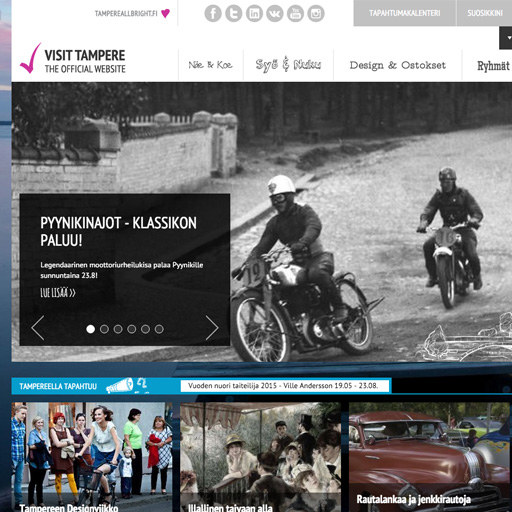 TAMPEREALLBRIGHT.FI
TAPAHTUMAKALENTERI
SUOSIKKINI
VISIT TAMPERE
THE OFFICIAL WEBSITE
Näe & Koe
Syö & Nuku
Design & Ostokset
Ryhmät
PYYNIKINAJOT - KLASSIKON
PALUU!
Legendaarinen moottoriurheilukisa palaa Pyynikille
sunnuntaina 23.8!
LUE LISÄÄ >>
19
TAMPEREELLA TAPAHTUU
Vuoden nuori taiteilija 2015 - Ville Andersson 19.05 - 23.08.
Tampereen Designviikko
Illallinen taivaan alla
Rautalankaa ja jenkkirautoja